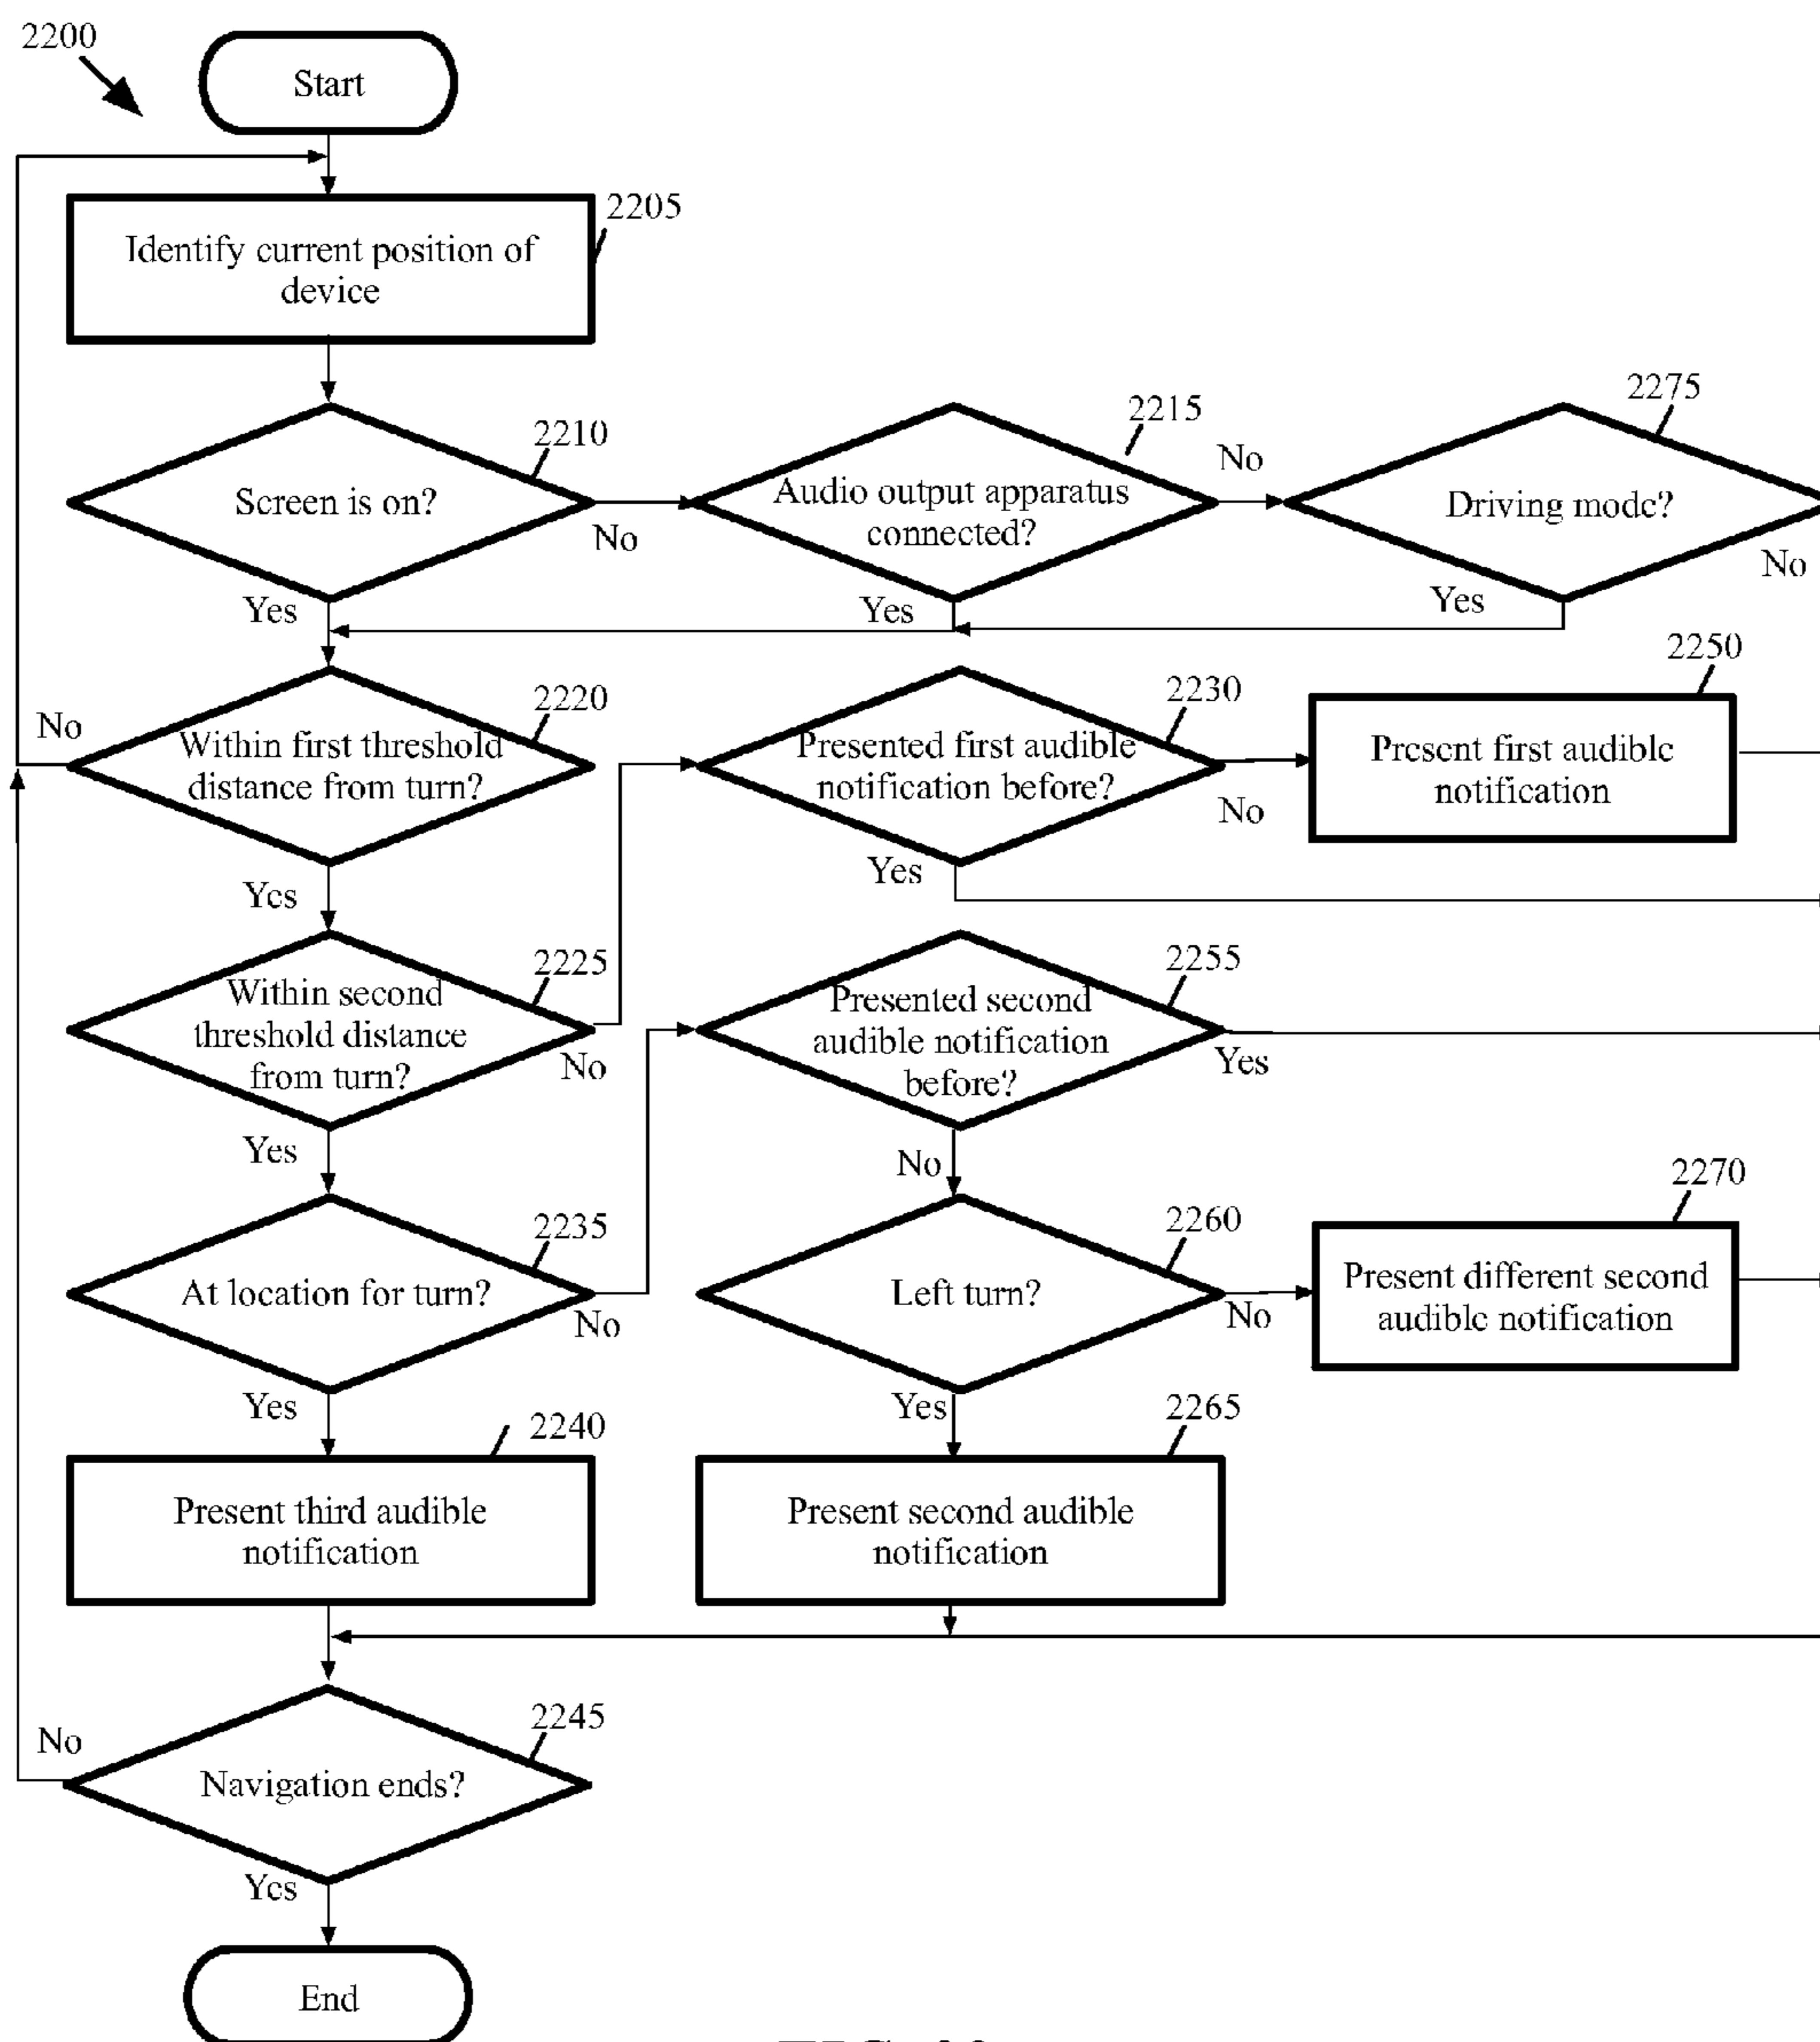 2200
Start
2205
Identify current position of
device
2210
Screen is on?
No
Yes
2215
Audio output apparatus
connected?
No
Yes
2275
Driving mode?
No
Yes
2220
Within first threshold
distance from turn?
No
Yes
2230
Presented first audible
notification before?
No
Yes
2250
Present first audible
notification
2225
Within second
threshold distance
from turn?
No
Yes
2255
Presented second
audible notification
before?
Yes
No
2235
At location for turn?
No
Yes
2260
Left turn?
No
Yes
2270
Present different second
audible notification
2240
Present third audible
notification
2265
Present second audible
notification
2245
Navigation ends?
No
Yes
End